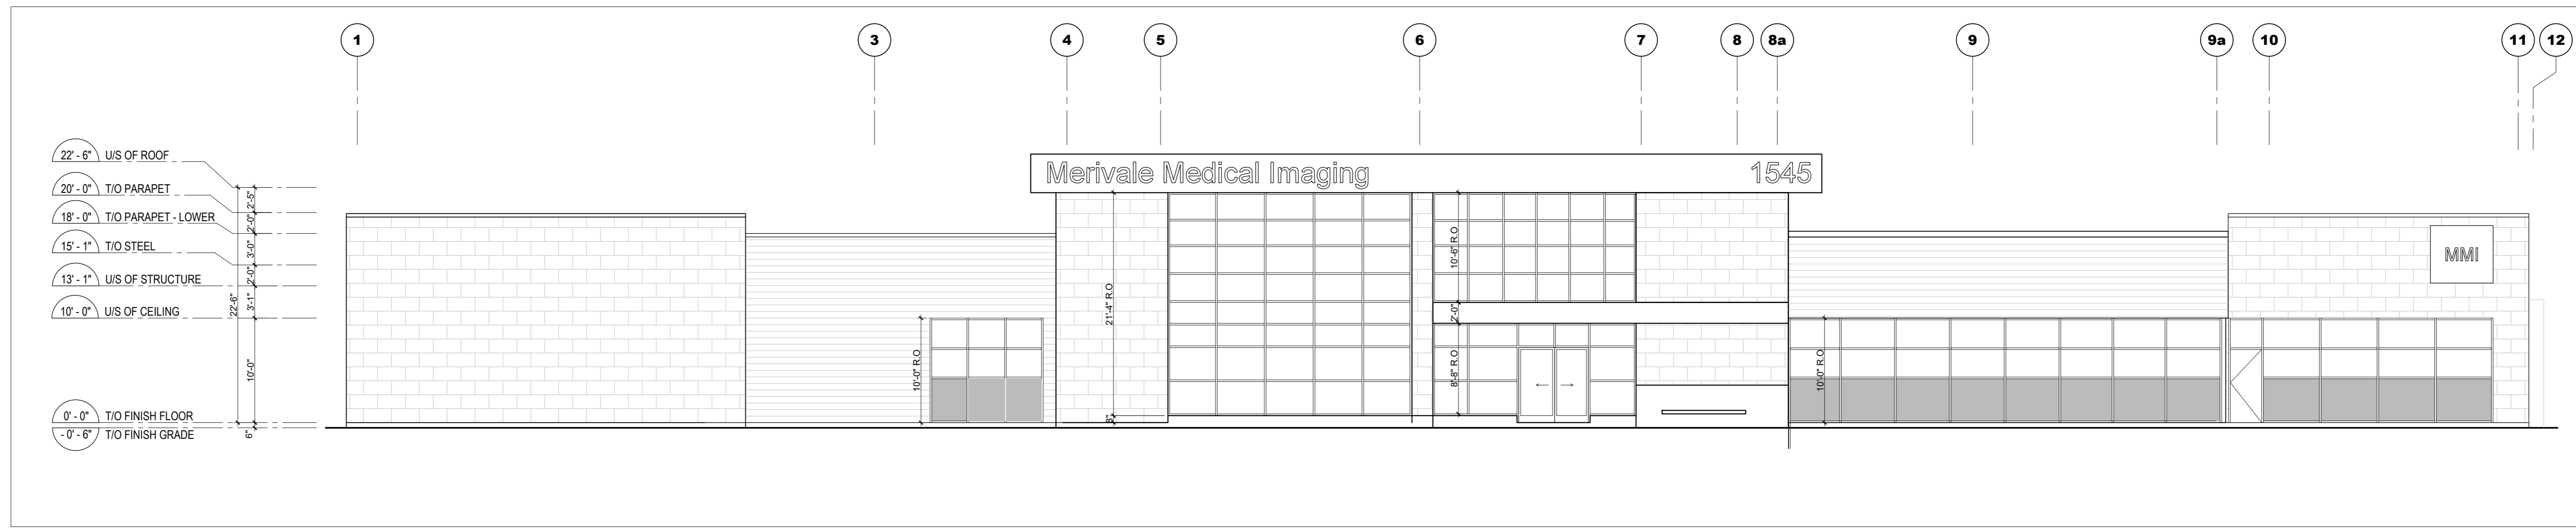 1 3 4 5 6 7 8 8a 9 9a 10 11 12
Merivale Medical Imaging 1545
22' - 6" U/S OF ROOF
20' - 0" T/O PARAPET
18' - 0" T/O PARAPET - LOWER
15' - 1" T/O STEEL
13' - 1" U/S OF STRUCTURE
10' - 0" U/S OF CEILING
0' - 0" T/O FINISH FLOOR
- 0' - 6" T/O FINISH GRADE
22'-6"
2'-5"
2'-0"
3'-0"
2'-0"
3'-1"
10'-0"
6"
10'-0" R.O
21'-4" R.O
8"
10'-6" R.O
2'-0"
8'-8" R.O
10'-0" R.O
MMI